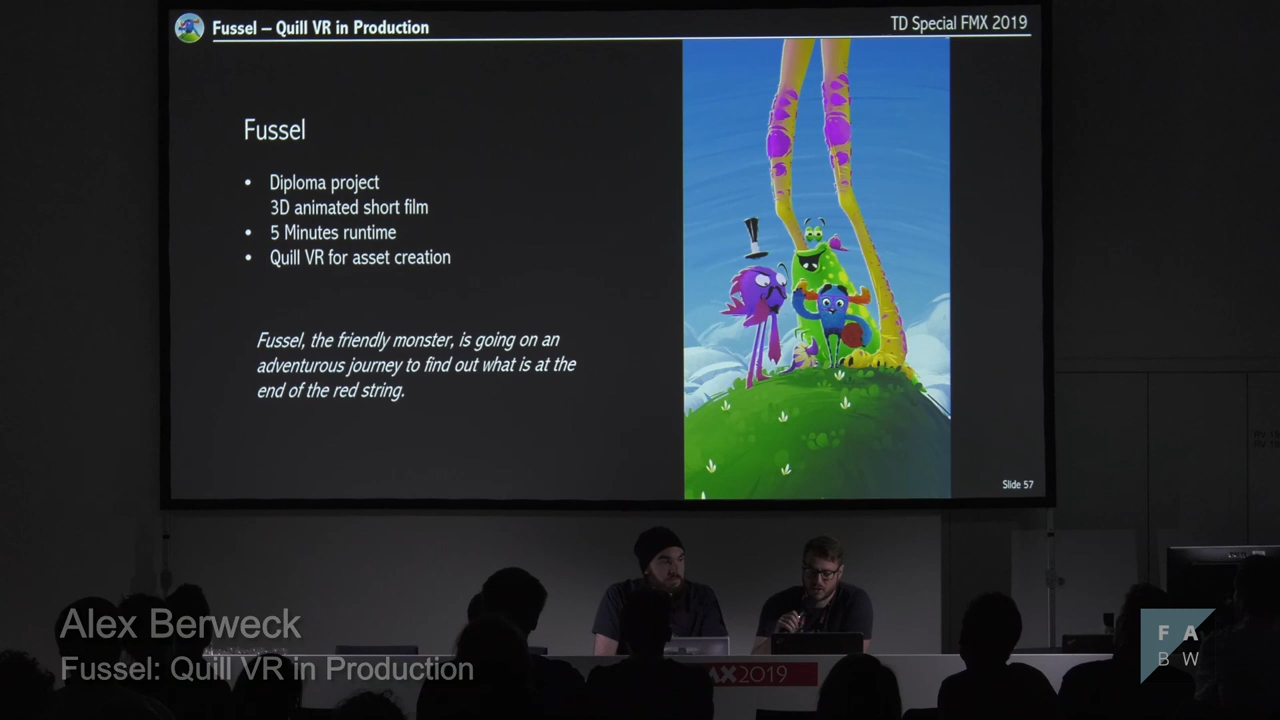 Fussel – Quill VR in Production
TD Special FMX 2019
Fussel
• Diploma project
3D animated short film
• 5 Minutes runtime
• Quill VR for asset creation
Fussel, the friendly monster, is going on an
adventurous journey to find out what is at the
end of the red string.
Slide 57
Alex Berweck
Fussel: Quill VR in Production
MX2019
F A
B W